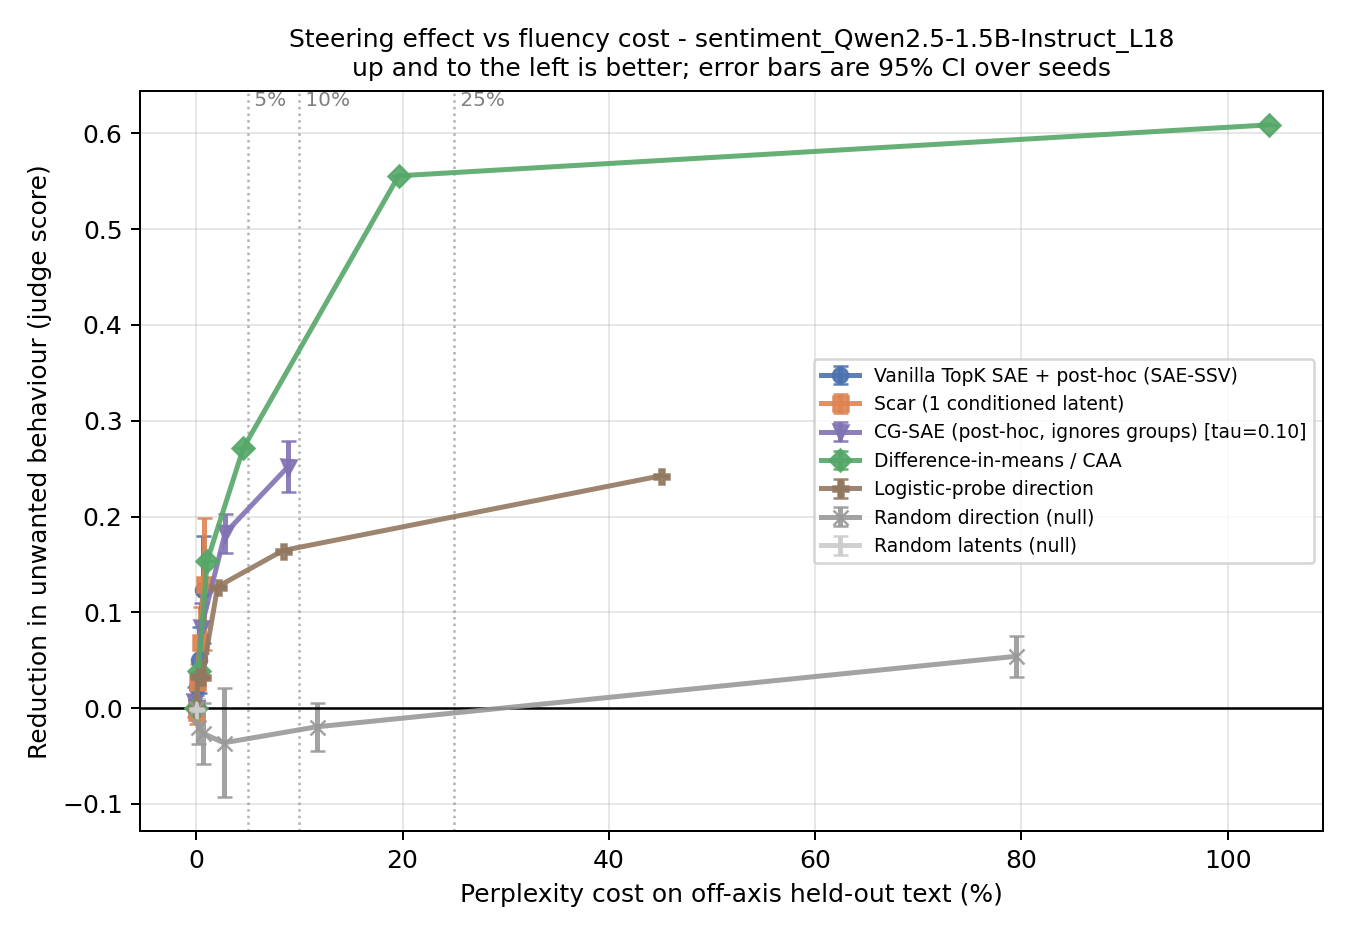 Steering effect vs fluency cost - sentiment_Qwen2.5-1.5B-Instruct_L18
up and to the left is better; error bars are 95% CI over seeds
5% 10% 25%
0.6
0.5
0.4
0.3
0.2
0.1
0.0
−0.1
Reduction in unwanted behaviour (judge score)
Vanilla TopK SAE + post-hoc (SAE-SSV)
Scar (1 conditioned latent)
CG-SAE (post-hoc, ignores groups) [tau=0.10]
Difference-in-means / CAA
Logistic-probe direction
Random direction (null)
Random latents (null)
0 20 40 60 80 100
Perplexity cost on off-axis held-out text (%)